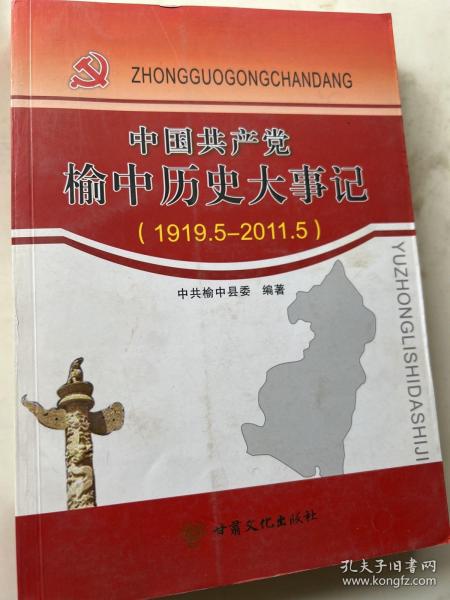 ZHONGGUOGONGCHANDANG
中国共产党
榆中历史大事记
(1919.5-2011.5)
中共榆中县委 编著
YUZHONGLISHIDASHIJI
甘肃文化出版社
孔夫子旧书网
www.kongfz.com